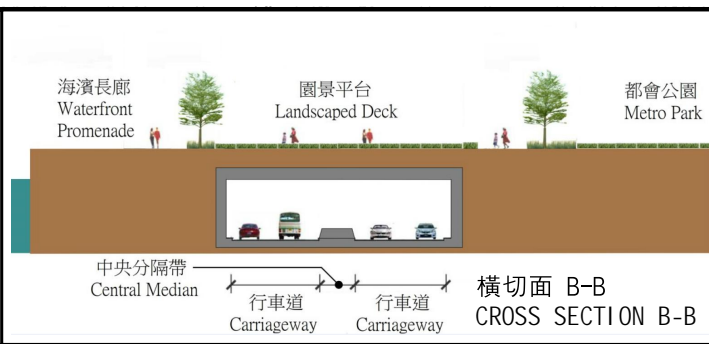 海濱長廊
Waterfront
Promenade
園景平台
Landscaped Deck
都會公園
Metro Park
中央分隔帶
Central Median
行車道
Carriageway
行車道
Carriageway
橫切面 B-B
CROSS SECTION B-B